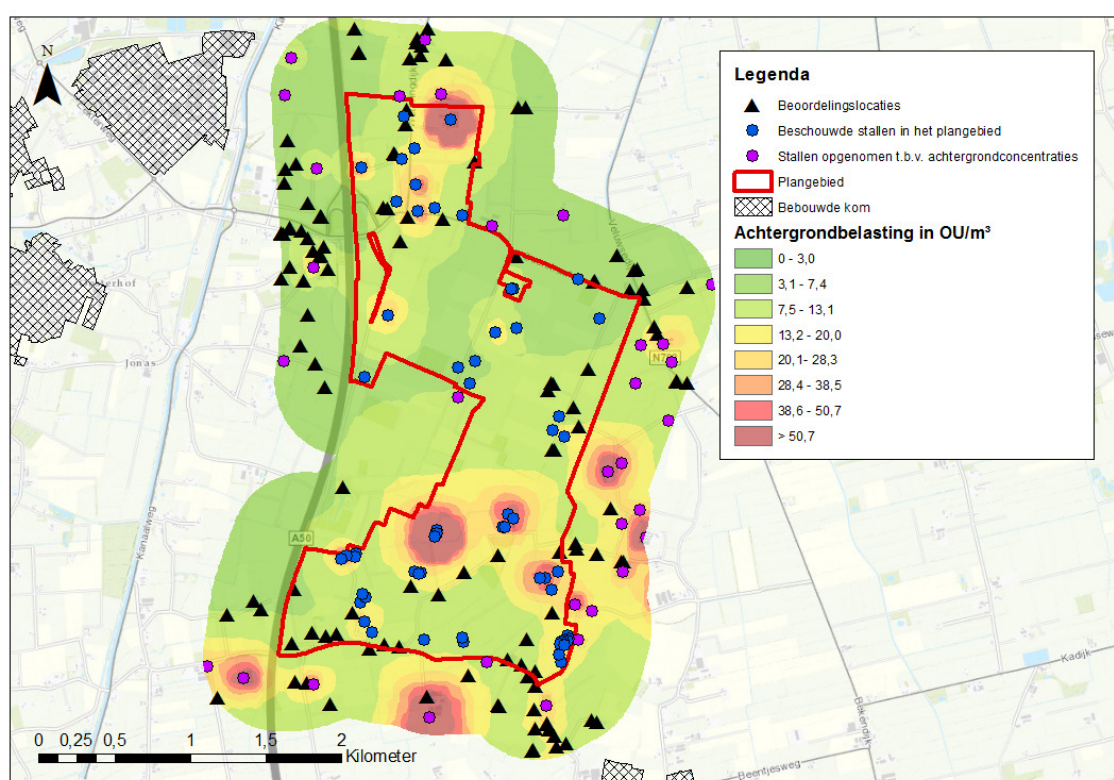 N
Legenda
Beoordelingslocaties
Beschouwde stallen in het plangebied
Stallen opgenomen t.b.v. achtergrondconcentraties
Plangebied
Bebouwde kom
Achtergrondbelasting in OU/m³
0 - 3,0
3,1 - 7,4
7,5 - 13,1
13,2 - 20,0
20,1- 28,3
28,4 - 38,5
38,6 - 50,7
> 50,7
Jonas
A50
Kanaalweg
Kadijk
Beentjesweg
0 0,25 0,5 1 1,5 2
Kilometer